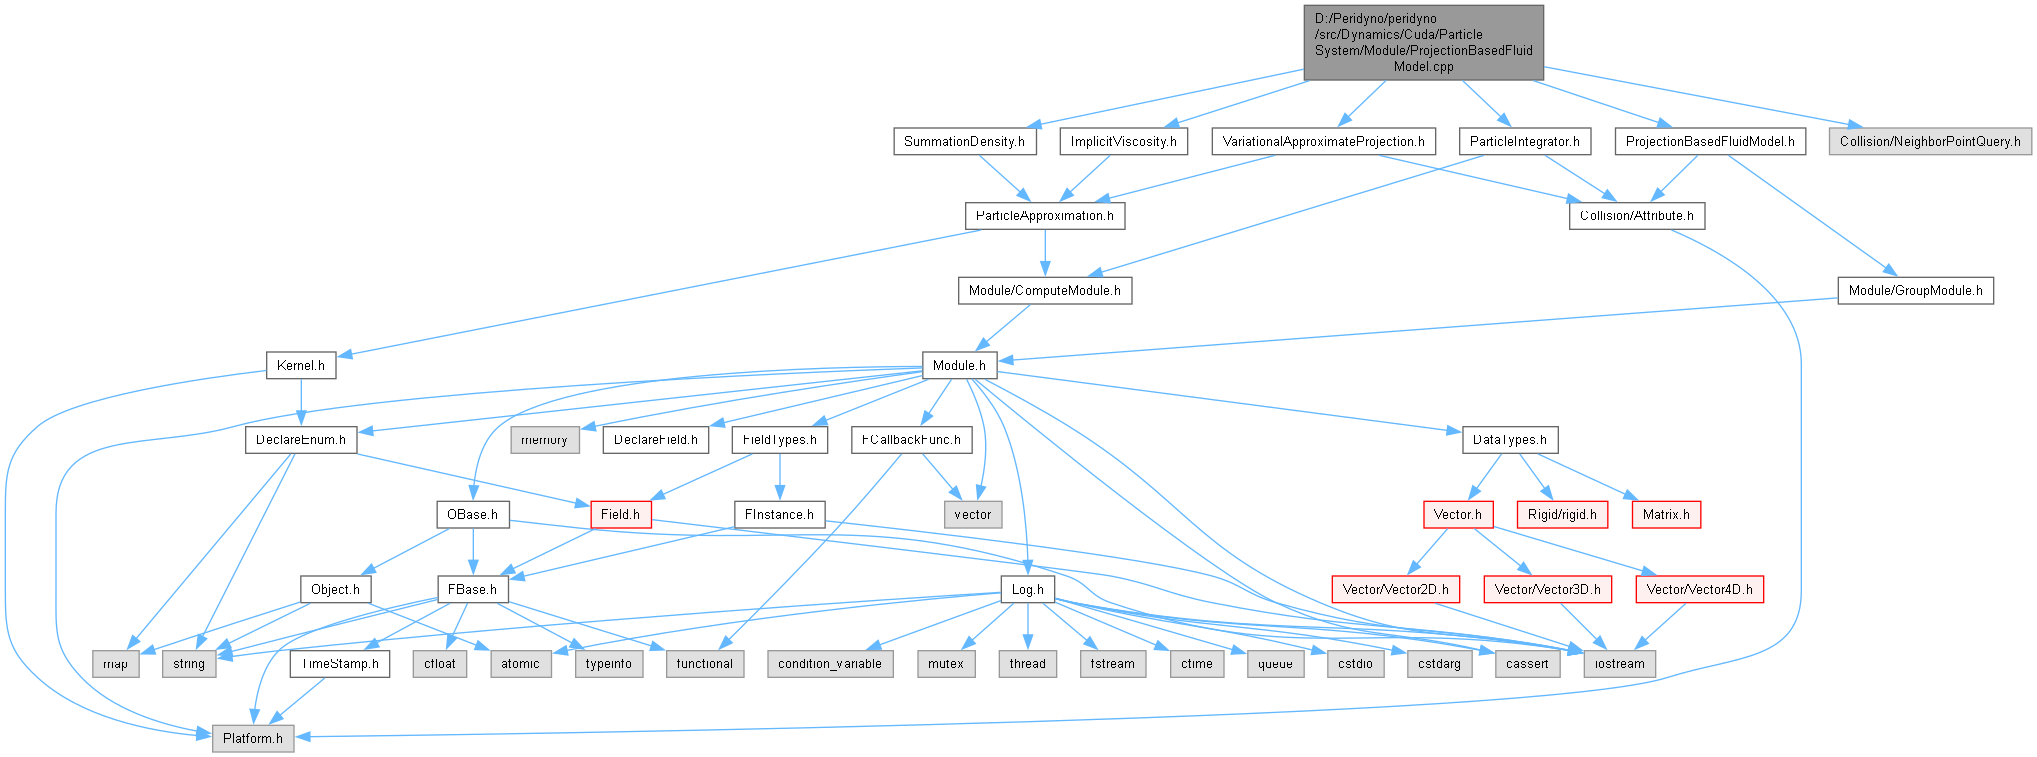 D:/Peridyno/peridyno
/src/Dynamics/Cuda/Particle
System/Module/ProjectionBasedFluid
Model.cpp
SummationDensity.h
ImplicitViscosity.h
VariationalApproximateProjection.h
ParticleIntegrator.h
ProjectionBasedFluidModel.h
Collision/NeighborPointQuery.h
ParticleApproximation.h
Collision/Attribute.h
Module/ComputeModule.h
Module/GroupModule.h
Kernel.h
Module.h
DeclareEnum.h
memory
DeclareField.h
FieldTypes.h
FCallbackFunc.h
DataTypes.h
OBase.h
Field.h
FInstance.h
vector
Vector.h
Rigid/rigid.h
Matrix.h
Object.h
FBase.h
Log.h
Vector/Vector2D.h
Vector/Vector3D.h
Vector/Vector4D.h
map
string
TimeStamp.h
cfloat
atomic
typeinfo
functional
condition_variable
mutex
thread
fstream
ctime
queue
cstdio
cstdarg
cassert
iostream
Platform.h